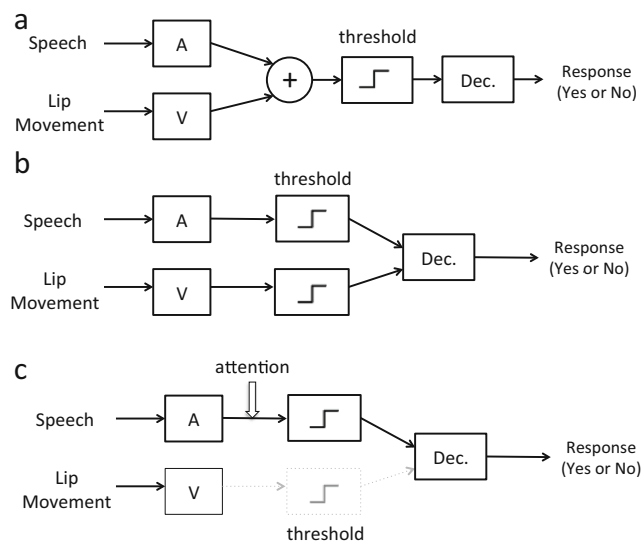 a
Speech
A
threshold
+
Dec.
Response
(Yes or No)
Lip
Movement
V
b
threshold
Speech
A
Dec.
Response
(Yes or No)
Lip
Movement
V
c
attention
Speech
A
Dec.
Response
(Yes or No)
Lip
Movement
V
threshold